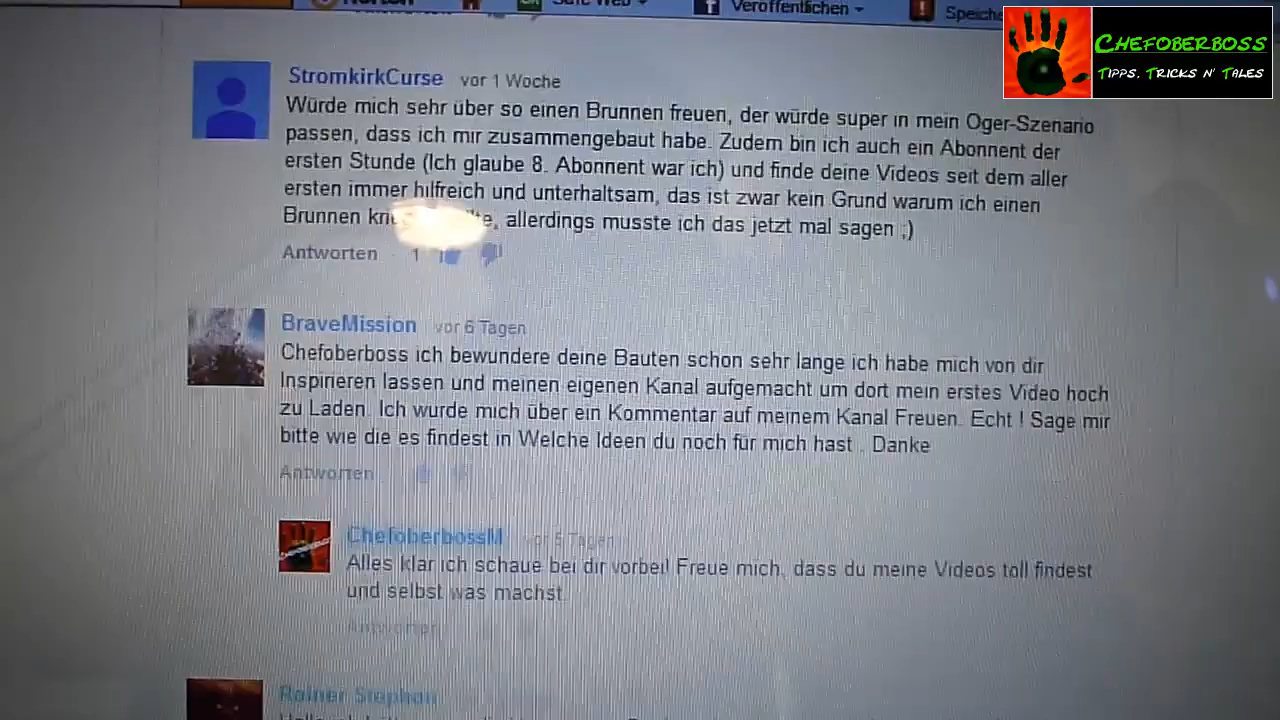 Norton
Safe Web
Veröffentlichen
Speich
CHEFOBERBOSS
TIPPS, TRICKS N' TALES
StromkirkCurse vor 1 Woche
Würde mich sehr über so einen Brunnen freuen, der würde super in mein Oger-Szenario
passen, dass ich mir zusammengebaut habe. Zudem bin ich auch ein Abonnent der
ersten Stunde (Ich glaube 8. Abonnent war ich) und finde deine Videos seit dem aller
ersten immer hilfreich und unterhaltsam, das ist zwar kein Grund warum ich einen
Brunnen allerdings musste ich das jetzt mal sagen ;)
Antworten 1
BraveMission vor 6 Tagen
Chefoberboss ich bewundere deine Bauten schon sehr lange ich habe mich von dir
Inspirieren lassen und meinen eigenen Kanal aufgemacht um dort mein erstes Video hoch
zu Laden. Ich wurde mich über ein Kommentar auf meinem Kanal Freuen. Echt ! Sage mir
bitte wie die es findest in Welche Ideen du noch für mich hast . Danke
Antworten
ChefoberbossM vor 5 Tagen
Alles klar ich schaue bei dir vorbei! Freue mich, dass du meine Videos toll findest
und selbst was machst.
Antworten
Rainer Stephan